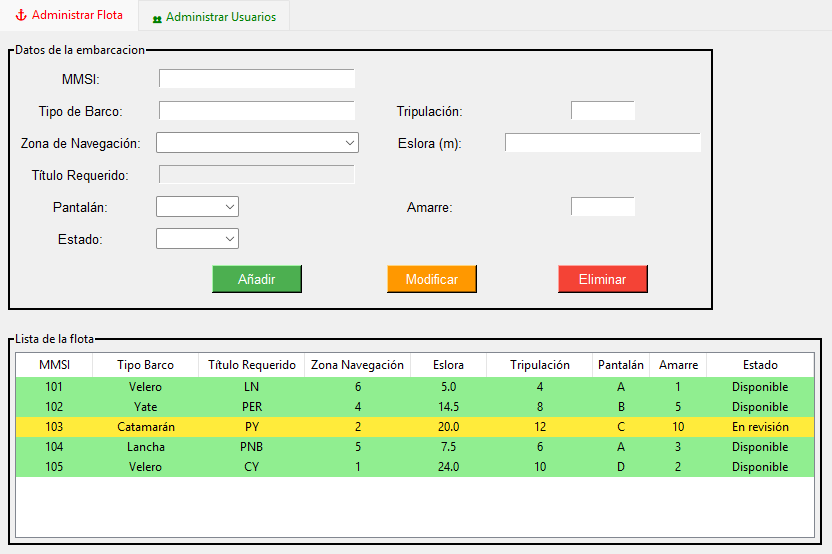 Administrar Flota Administrar Usuarios
Datos de la embarcacion
MMSI:
Tipo de Barco: Tripulación:
Zona de Navegación: Eslora (m):
Título Requerido:
Pantalán: Amarre:
Estado:
Añadir Modificar Eliminar
Lista de la flota
MMSI Tipo Barco Título Requerido Zona Navegación Eslora Tripulación Pantalán Amarre Estado
101 Velero LN 6 5.0 4 A 1 Disponible
102 Yate PER 4 14.5 8 B 5 Disponible
103 Catamarán PY 2 20.0 12 C 10 En revisión
104 Lancha PNB 5 7.5 6 A 3 Disponible
105 Velero CY 1 24.0 10 D 2 Disponible